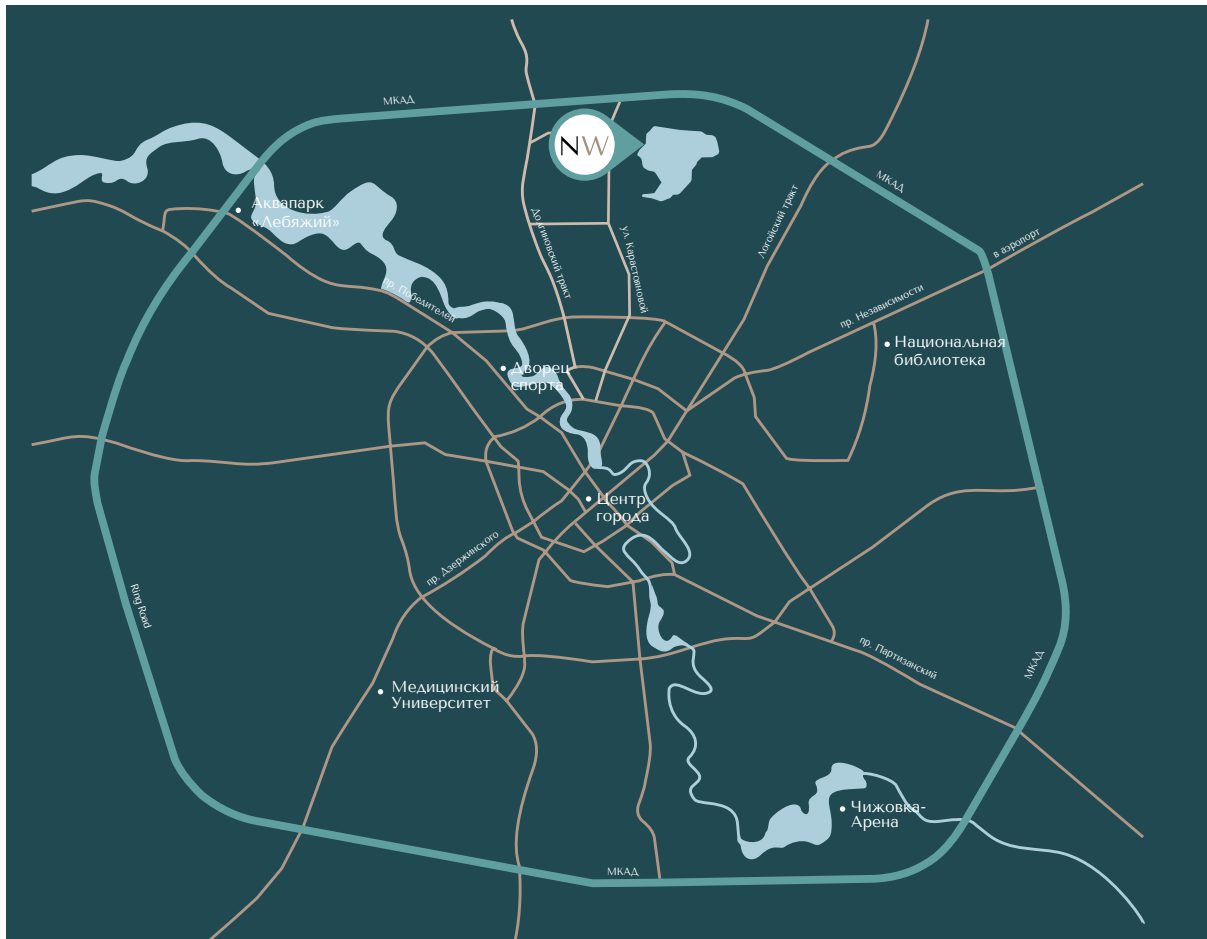 МКАД
NW
МКАД
Аквапарк
«Лебяжий»
Долгиновский тракт
ул. Карастояновой
Логойский тракт
в аэропорт
пр. Победителей
пр. Независимости
Национальная
библиотека
Дворец
спорта
Центр
города
пр. Дзержинского
Ring Road
пр. Партизанский
МКАД
Медицинский
Университет
Чижовка-
Арена
МКАД